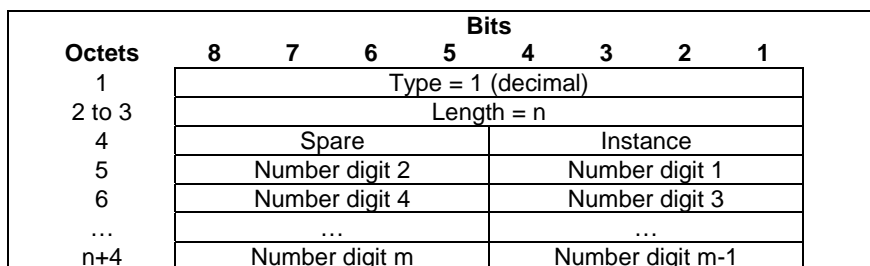 Bits
Octets 8 7 6 5 4 3 2 1
1 Type = 1 (decimal)
2 to 3 Length = n
4 Spare Instance
5 Number digit 2 Number digit 1
6 Number digit 4 Number digit 3
… … …
n+4 Number digit m Number digit m-1